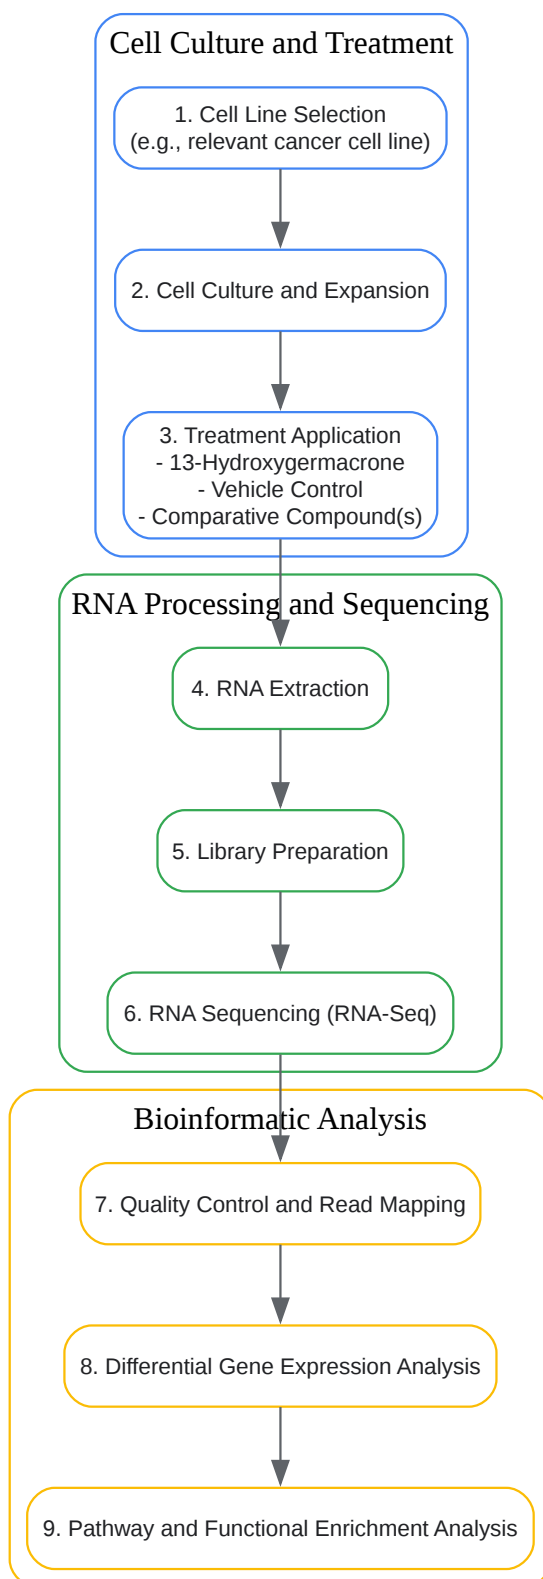 Cell Culture and Treatment
1. Cell Line Selection
(e.g., relevant cancer cell line)
2. Cell Culture and Expansion
3. Treatment Application
- 13-Hydroxygermacrone
- Vehicle Control
- Comparative Compound(s)
RNA Processing and Sequencing
4. RNA Extraction
5. Library Preparation
6. RNA Sequencing (RNA-Seq)
Bioinformatic Analysis
7. Quality Control and Read Mapping
8. Differential Gene Expression Analysis
9. Pathway and Functional Enrichment Analysis